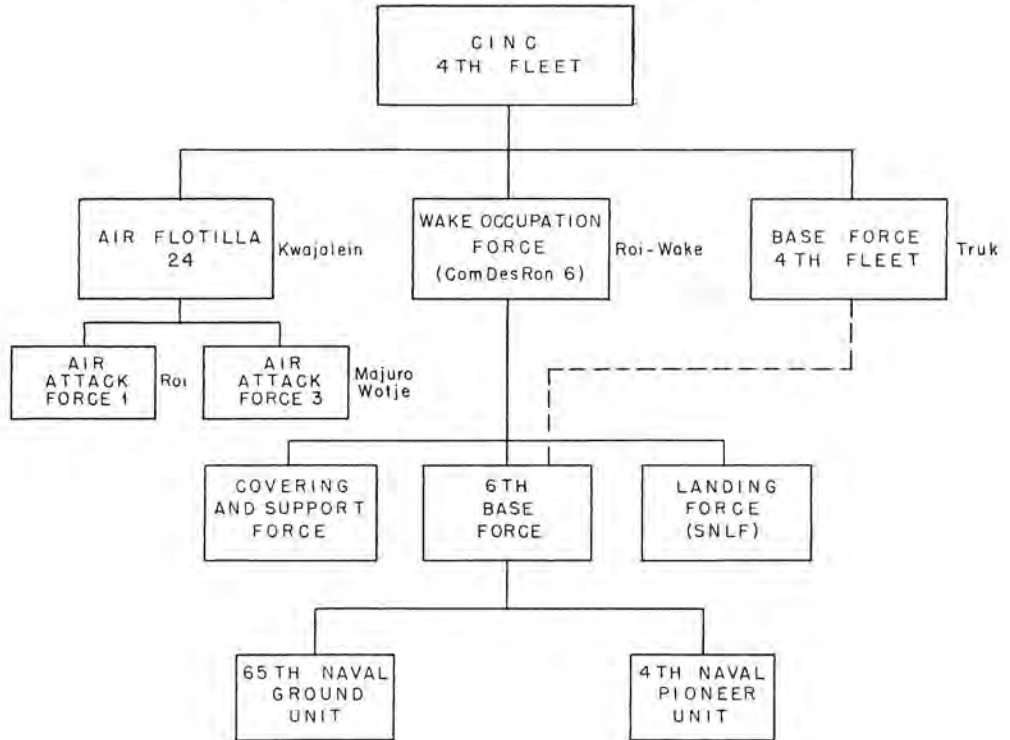 CINC
4TH FLEET
AIR FLOTILLA
24
Kwajalein
WAKE OCCUPATION
FORCE
(ComDesRon 6)
Roi-Wake
BASE FORCE
4TH FLEET
Truk
AIR
ATTACK
FORCE 1
Roi
AIR
ATTACK
FORCE 3
Majuro
Wotje
COVERING
AND SUPPORT
FORCE
6TH
BASE
FORCE
LANDING
FORCE
(SNLF)
65TH NAVAL
GROUND
UNIT
4TH NAVAL
PIONEER
UNIT